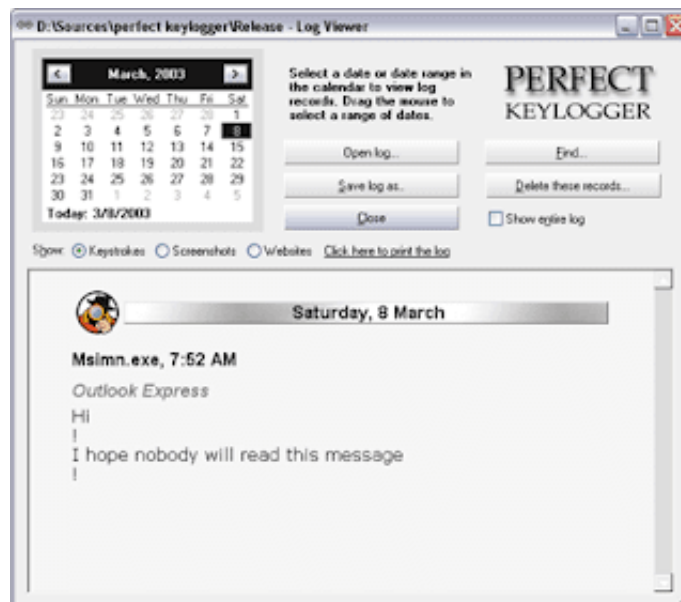 D:\Sources\perfect keylogger\Release - Log Viewer
March, 2003
Sun Mon Tue Wed Thu Fri Sat
23 24 25 26 27 28 1
2 3 4 5 6 7 8
9 10 11 12 13 14 15
16 17 18 19 20 21 22
23 24 25 26 27 28 29
30 31 1 2 3 4 5
Today: 3/8/2003
Select a date or date range in
the calendar to view log
records. Drag the mouse to
select a range of dates.
Open log...
Save log as..
Close
PERFECT
KEYLOGGER
Find...
Delete these records...
Show entire log
Show: Keystrokes Screenshots Websites Click here to print the log
Saturday, 8 March
Msimn.exe, 7:52 AM
Outlook Express
Hi
!
I hope nobody will read this message
!